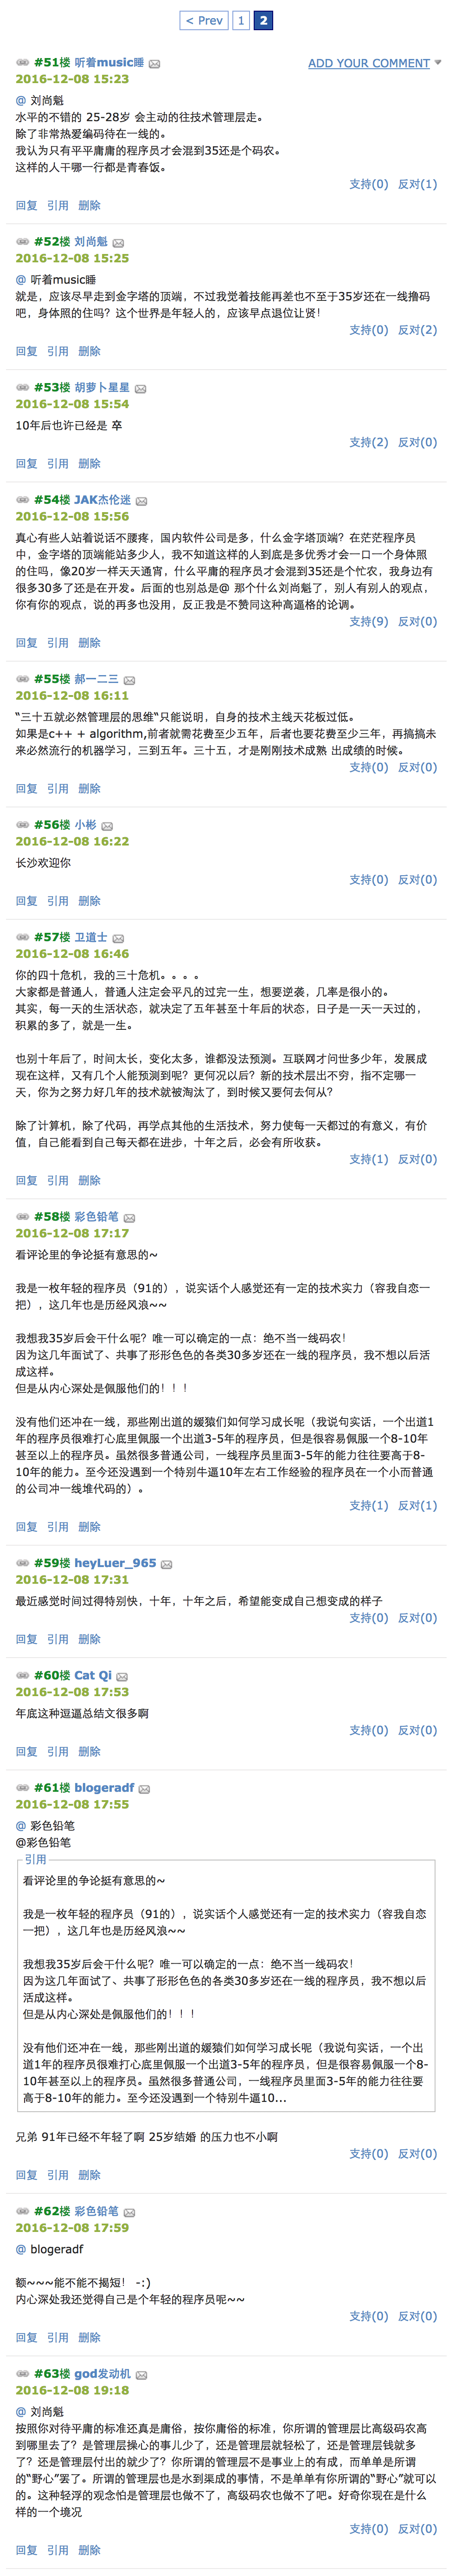 < Prev 1 2
#51楼 听着music睡 ADD YOUR COMMENT
2016-12-08 15:23
@ 刘尚魁
水平的不错的 25-28岁 会主动的往技术管理层走。
除了非常热爱编码待在一线的。
我认为只有平平庸庸的程序员才会混到35还是个码农。
这样的人干哪一行都是青春饭。
支持(0) 反对(1)
回复 引用 删除
#52楼 刘尚魁
2016-12-08 15:25
@ 听着music睡
就是，应该尽早走到金字塔的顶端，不过我觉着技能再差也不至于35岁还在一线撸码
吧，身体照的住吗？这个世界是年轻人的，应该早点退位让贤！
支持(0) 反对(2)
回复 引用 删除
#53楼 胡萝卜星星
2016-12-08 15:54
10年后也许已经是 卒
支持(2) 反对(0)
回复 引用 删除
#54楼 JAK杰伦迷
2016-12-08 15:56
真心有些人站着说话不腰疼，国内软件公司是多，什么金字塔顶端？在茫茫程序员
中，金字塔的顶端能站多少人，我不知道这样的人到底是多优秀才会一口一个身体照
的住吗，像20岁一样天天通宵，什么平庸的程序员才会混到35还是个忙农，我身边有
很多30多了还是在开发。后面的也别总是@ 那个什么刘尚魁了，别人有别人的观点，
你有你的观点，说的再多也没用，反正我是不赞同这种高逼格的论调。
支持(9) 反对(0)
回复 引用 删除
#55楼 郝一二三
2016-12-08 16:11
“三十五就必然管理层的思维“只能说明，自身的技术主线天花板过低。
如果是c++ + algorithm,前者就需花费至少五年，后者也要花费至少三年，再搞搞未
来必然流行的机器学习，三到五年。三十五，才是刚刚技术成熟 出成绩的时候。
支持(0) 反对(0)
回复 引用 删除
#56楼 小彬
2016-12-08 16:22
长沙欢迎你
支持(0) 反对(0)
回复 引用 删除
#57楼 卫道士
2016-12-08 16:46
你的四十危机，我的三十危机。。。。
大家都是普通人，普通人注定会平凡的过完一生，想要逆袭，几率是很小的。
其实，每一天的生活状态，就决定了五年甚至十年后的状态，日子是一天一天过的，
积累的多了，就是一生。
也别十年后了，时间太长，变化太多，谁都没法预测。互联网才问世多少年，发展成
现在这样，又有几个人能预测到呢？更何况以后？新的技术层出不穷，指不定哪一
天，你为之努力好几年的技术就被淘汰了，到时候又要何去何从？
除了计算机，除了代码，再学点其他的生活技术，努力使每一天都过的有意义，有价
值，自己能看到自己每天都在进步，十年之后，必会有所收获。
支持(1) 反对(0)
回复 引用 删除
#58楼 彩色铅笔
2016-12-08 17:17
看评论里的争论挺有意思的~
我是一枚年轻的程序员（91的），说实话个人感觉还有一定的技术实力（容我自恋一
把），这几年也是历经风浪~~
我想我35岁后会干什么呢？唯一可以确定的一点：绝不当一线码农！
因为这几年面试了、共事了形形色色的各类30多岁还在一线的程序员，我不想以后活
成这样。
但是从内心深处是佩服他们的！！！
没有他们还冲在一线，那些刚出道的媛猿们如何学习成长呢（我说句实话，一个出道1
年的程序员很难打心底里佩服一个出道3-5年的程序员，但是很容易佩服一个8-10年
甚至以上的程序员。虽然很多普通公司，一线程序员里面3-5年的能力往往要高于8-
10年的能力。至今还没遇到一个特别牛逼10年左右工作经验的程序员在一个小而普通
的公司冲一线堆代码的）。
支持(1) 反对(1)
回复 引用 删除
#59楼 heyLuer_965
2016-12-08 17:31
最近感觉时间过得特别快，十年，十年之后，希望能变成自己想变成的样子
支持(0) 反对(0)
回复 引用 删除
#60楼 Cat Qi
2016-12-08 17:53
年底这种逗逼总结文很多啊
支持(0) 反对(0)
回复 引用 删除
#61楼 blogeradf
2016-12-08 17:55
@ 彩色铅笔
@彩色铅笔
引用
看评论里的争论挺有意思的~
我是一枚年轻的程序员（91的），说实话个人感觉还有一定的技术实力（容我自恋
一把），这几年也是历经风浪~~
我想我35岁后会干什么呢？唯一可以确定的一点：绝不当一线码农！
因为这几年面试了、共事了形形色色的各类30多岁还在一线的程序员，我不想以后
活成这样。
但是从内心深处是佩服他们的！！！
没有他们还冲在一线，那些刚出道的媛猿们如何学习成长呢（我说句实话，一个出
道1年的程序员很难打心底里佩服一个出道3-5年的程序员，但是很容易佩服一个8-
10年甚至以上的程序员。虽然很多普通公司，一线程序员里面3-5年的能力往往要
高于8-10年的能力。至今还没遇到一个特别牛逼10...
兄弟 91年已经不年轻了啊 25岁结婚 的压力也不小啊
支持(0) 反对(0)
回复 引用 删除
#62楼 彩色铅笔
2016-12-08 17:59
@ blogeradf
额~~~能不能不揭短！ -:)
内心深处我还觉得自己是个年轻的程序员呢~~
支持(0) 反对(0)
回复 引用 删除
#63楼 god发动机
2016-12-08 19:18
@ 刘尚魁
按照你对待平庸的标准还真是庸俗，按你庸俗的标准，你所谓的管理层比高级码农高
到哪里去了？是管理层操心的事儿少了，还是管理层就轻松了，还是管理层钱就多
了？还是管理层付出的就少了？你所谓的管理层不是事业上的有成，而单单是所谓
的“野心”罢了。所谓的管理层也是水到渠成的事情，不是单单有你所谓的“野心”就可以
的。这种轻浮的观念怕是管理层也做不了，高级码农也做不了吧。好奇你现在是什么
样的一个境况
支持(0) 反对(0)
回复 引用 删除